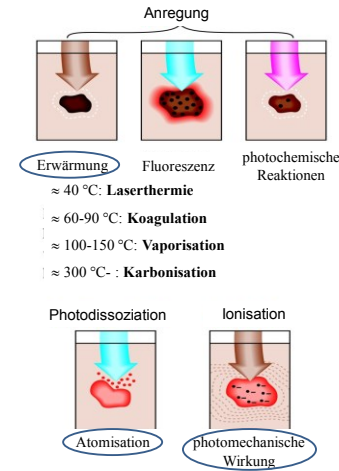 Anregung
Erwärmung
Fluoreszenz
photochemische
Reaktionen
≈ 40 °C: Laserthermie
≈ 60-90 °C: Koagulation
≈ 100-150 °C: Vaporisation
≈ 300 °C- : Karbonisation
Photodissoziation
Ionisation
Atomisation
photomechanische
Wirkung